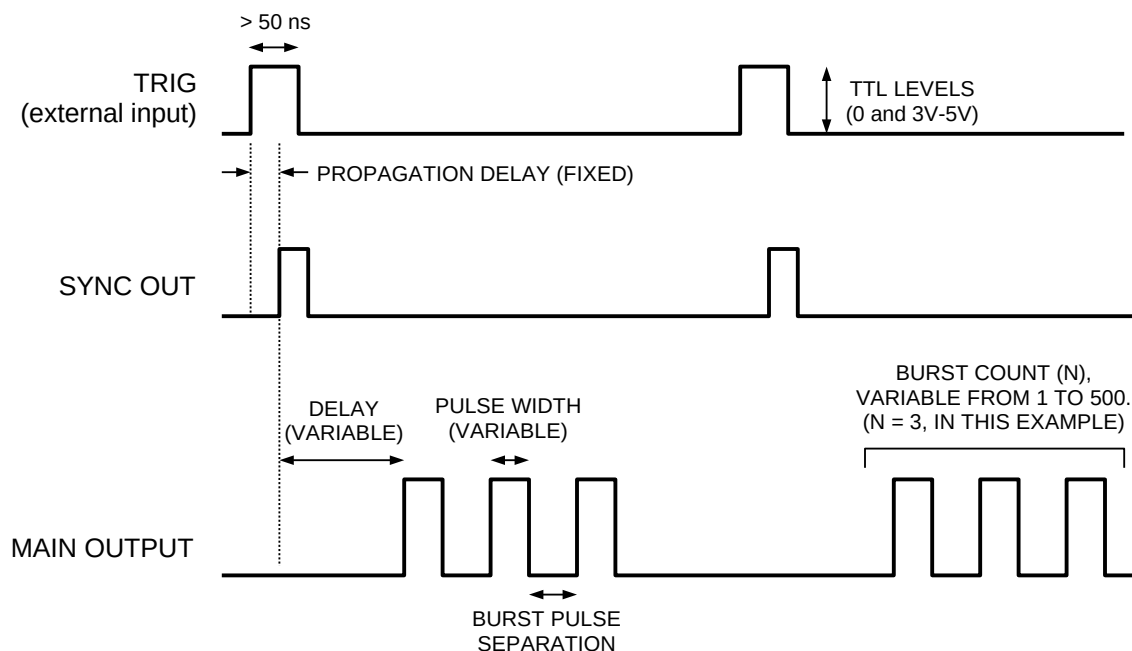 > 50 ns
TRIG
(external input)
TTL LEVELS
(0 and 3V-5V)
PROPAGATION DELAY (FIXED)
SYNC OUT
BURST COUNT (N),
VARIABLE FROM 1 TO 500.
(N = 3, IN THIS EXAMPLE)
DELAY
(VARIABLE)
PULSE WIDTH
(VARIABLE)
MAIN OUTPUT
BURST PULSE
SEPARATION